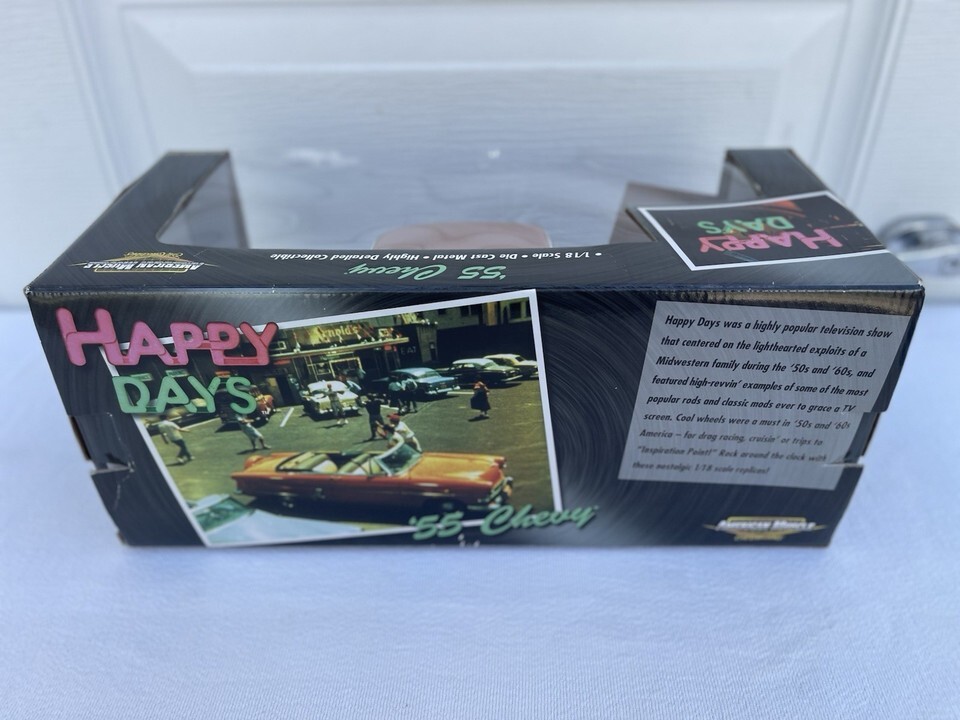 HAPPY
DAYS
• 1/18 Scale • Die Cast Metal • Highly Detailed Collectible
'55 Chevy
AMERICAN MUSCLE
HAPPY
DAYS
Arnold's
'55 Chevy
Happy Days was a highly popular television show
that centered on the lighthearted exploits of a
Midwestern family during the '50s and '60s, and
featured high-revvin' examples of some of the most
popular rods and classic mods ever to grace a TV
screen. Cool wheels were a must in '50s and '60s
America – for drag racing, cruisin' or trips to
"Inspiration Point!" Rock around the clock with
these nostalgic 1:18 scale replicas!
AMERICAN MUSCLE